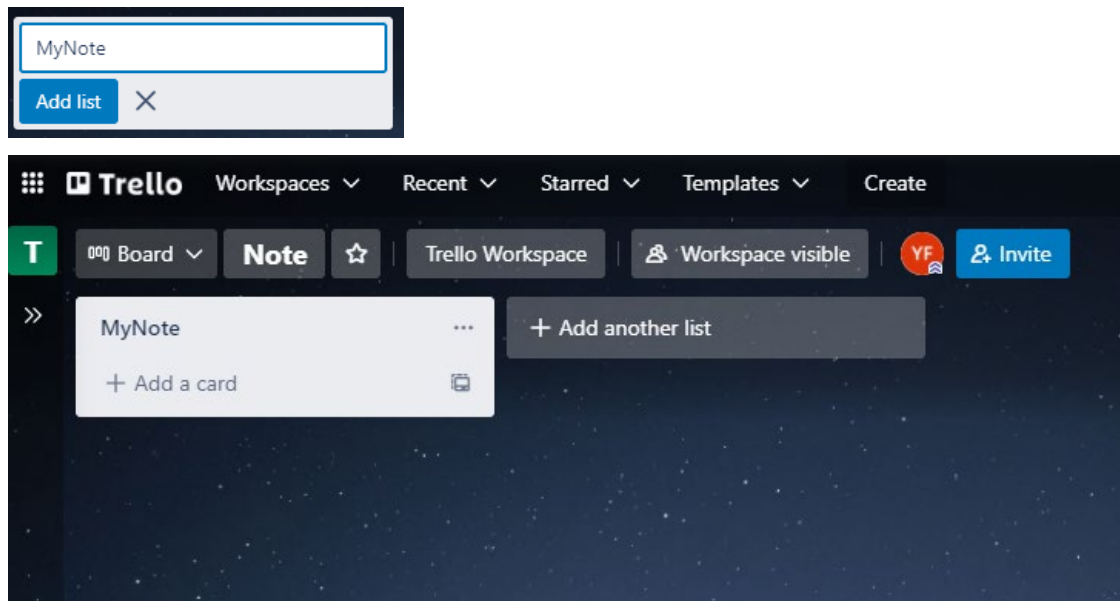 MyNote
Add list
Trello Workspaces Recent Starred Templates Create
T Board Note Trello Workspace Workspace visible YF Invite
MyNote + Add another list
+ Add a card